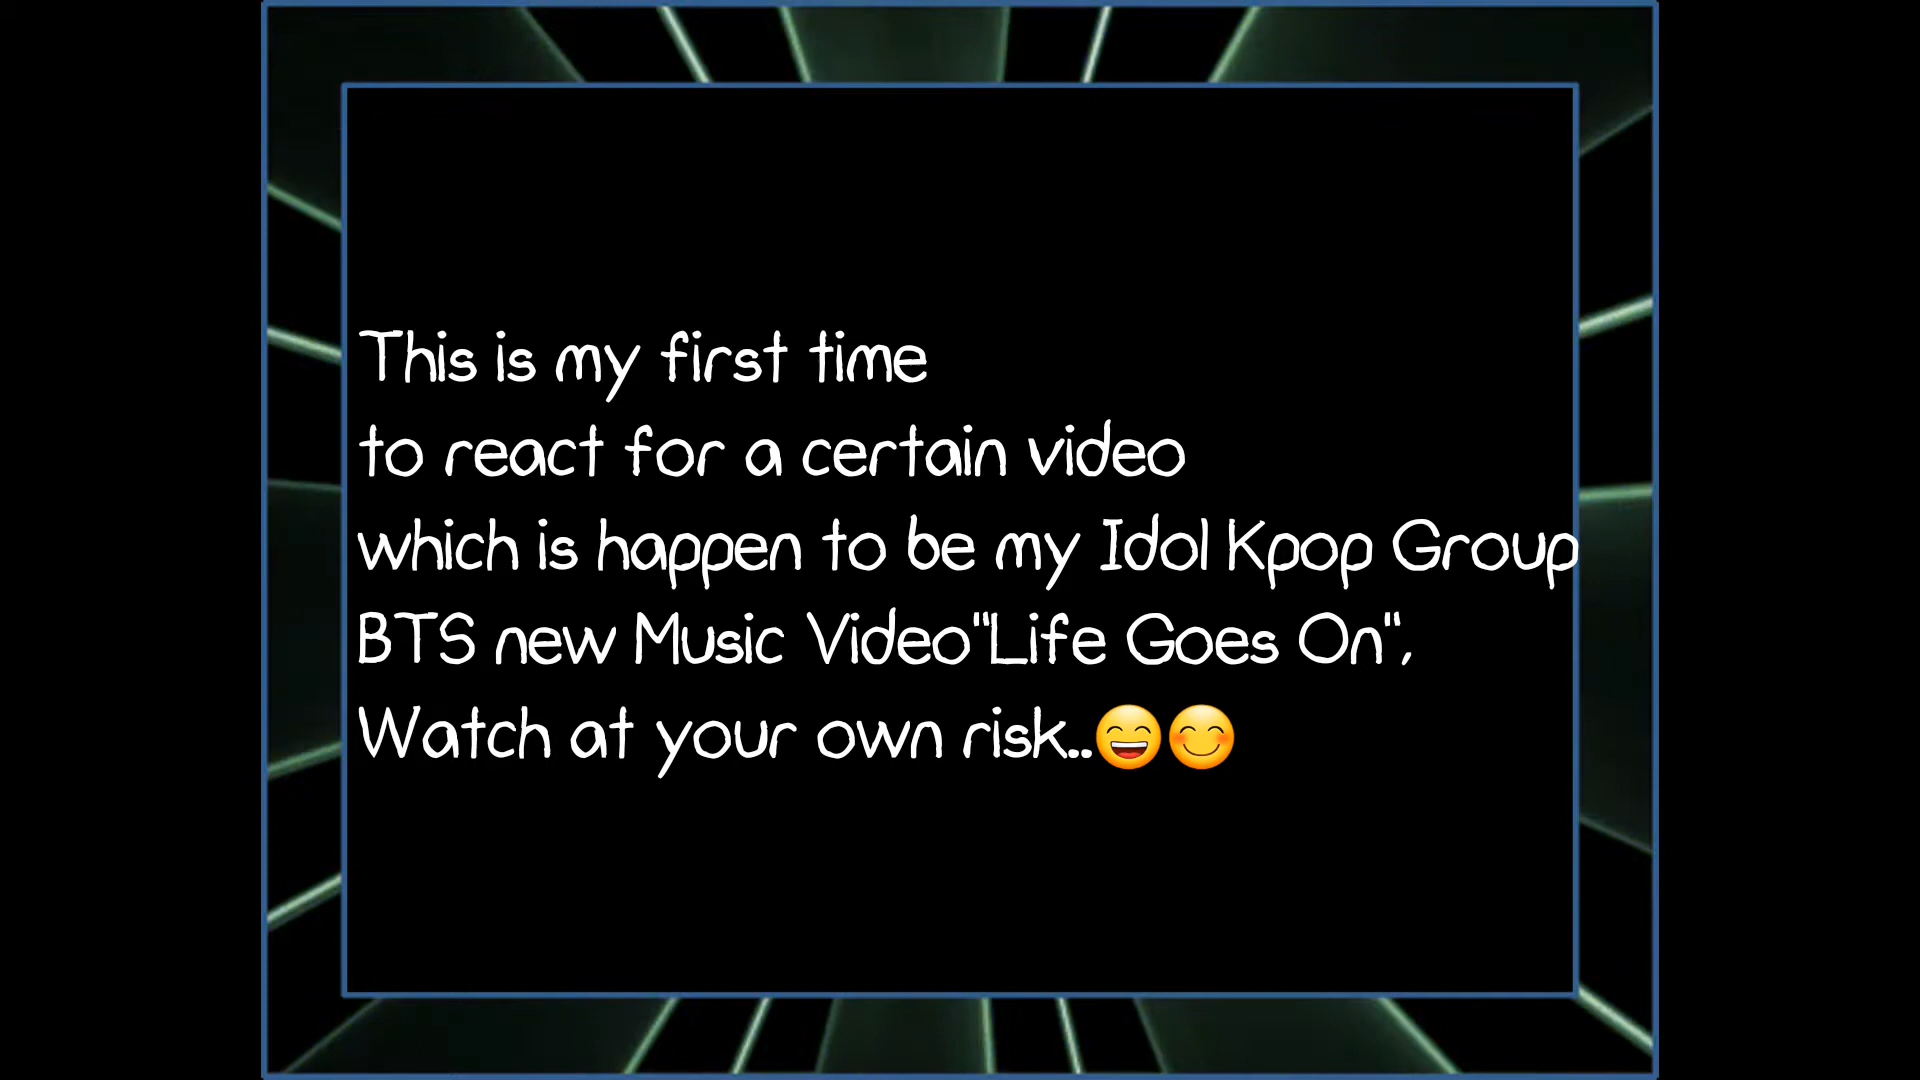 This is my first time
to react for a certain video
which is happen to be my Idol Kpop Group
BTS new Music Video"Life Goes On",
Watch at your own risk..😄😊